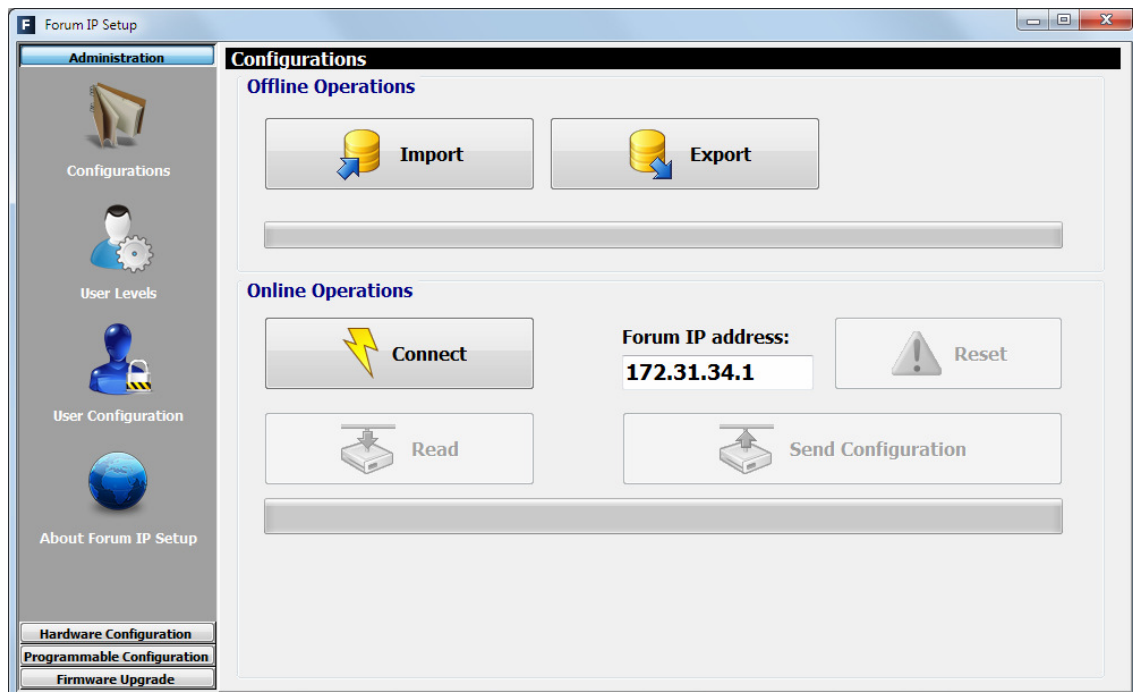 F Forum IP Setup
Administration
Configurations
User Levels
User Configuration
About Forum IP Setup
Hardware Configuration
Programmable Configuration
Firmware Upgrade
Configurations
Offline Operations
Import
Export
Online Operations
Connect
Forum IP address:
172.31.34.1
Reset
Read
Send Configuration